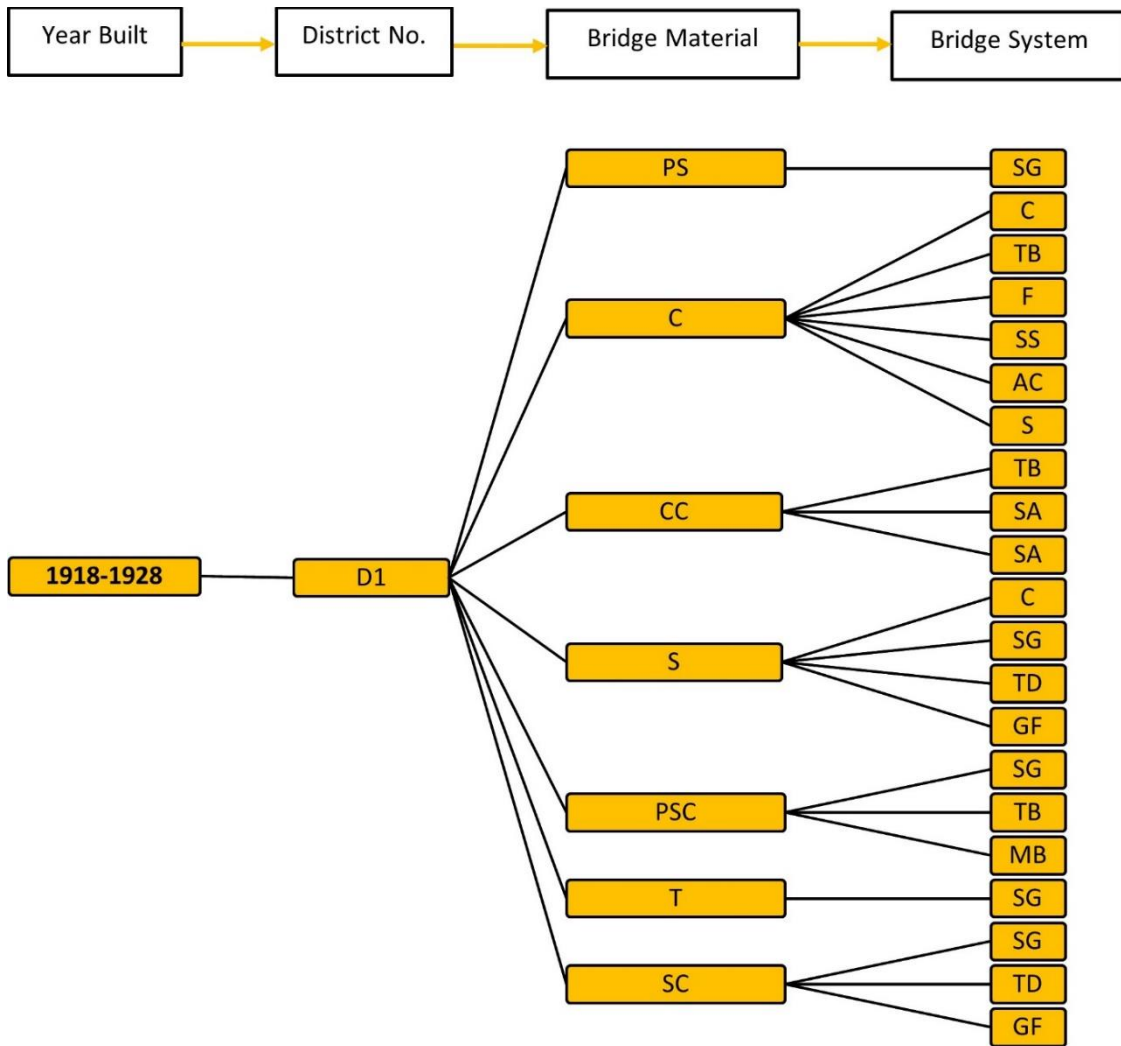 Year Built
District No.
Bridge Material
Bridge System
PS
SG
C
TB
C
F
SS
AC
S
TB
CC
SA
SA
1918-1928
D1
C
SG
S
TD
GF
SG
PSC
TB
MB
T
SG
SG
SC
TD
GF